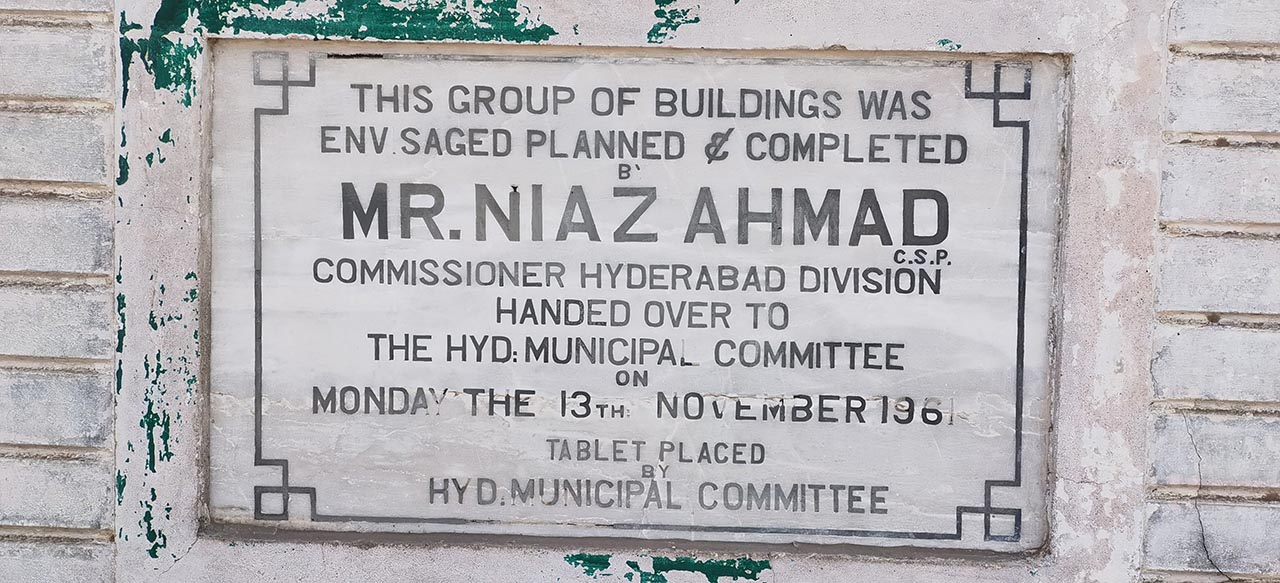 THIS GROUP OF BUILDINGS WAS
ENV.SAGED PLANNED & COMPLETED
BY
MR. NIAZ AHMAD
C.S.P.
COMMISSIONER HYDERABAD DIVISION
HANDED OVER TO
THE HYD: MUNICIPAL COMMITTEE
ON
MONDAY THE 13TH: NOVEMBER 1961
TABLET PLACED
BY
HYD. MUNICIPAL COMMITTEE